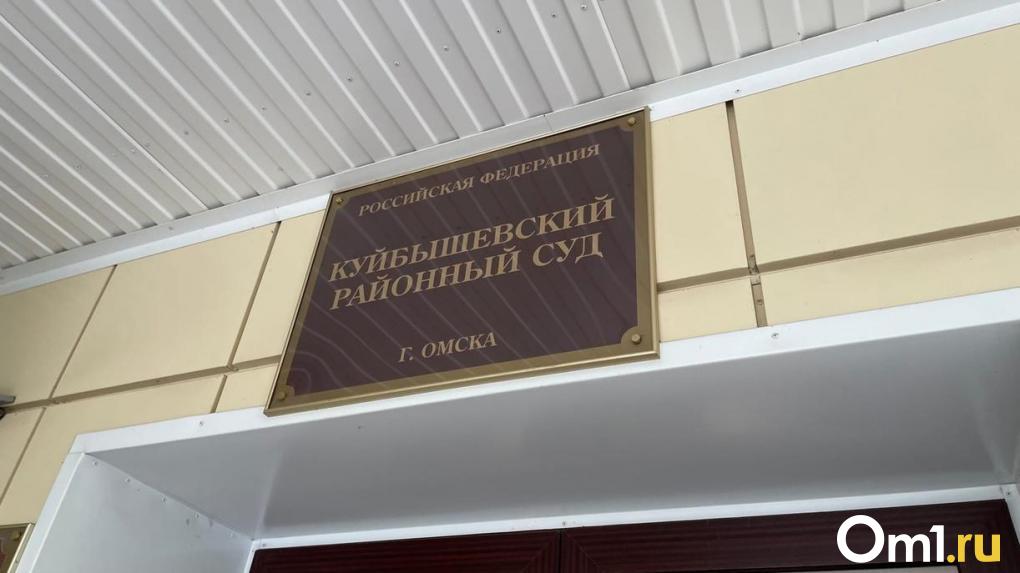 РОССИЙСКАЯ ФЕДЕРАЦИЯ
КУЙБЫШЕВСКИЙ
РАЙОННЫЙ СУД
Г. ОМСКА
Om1.ru